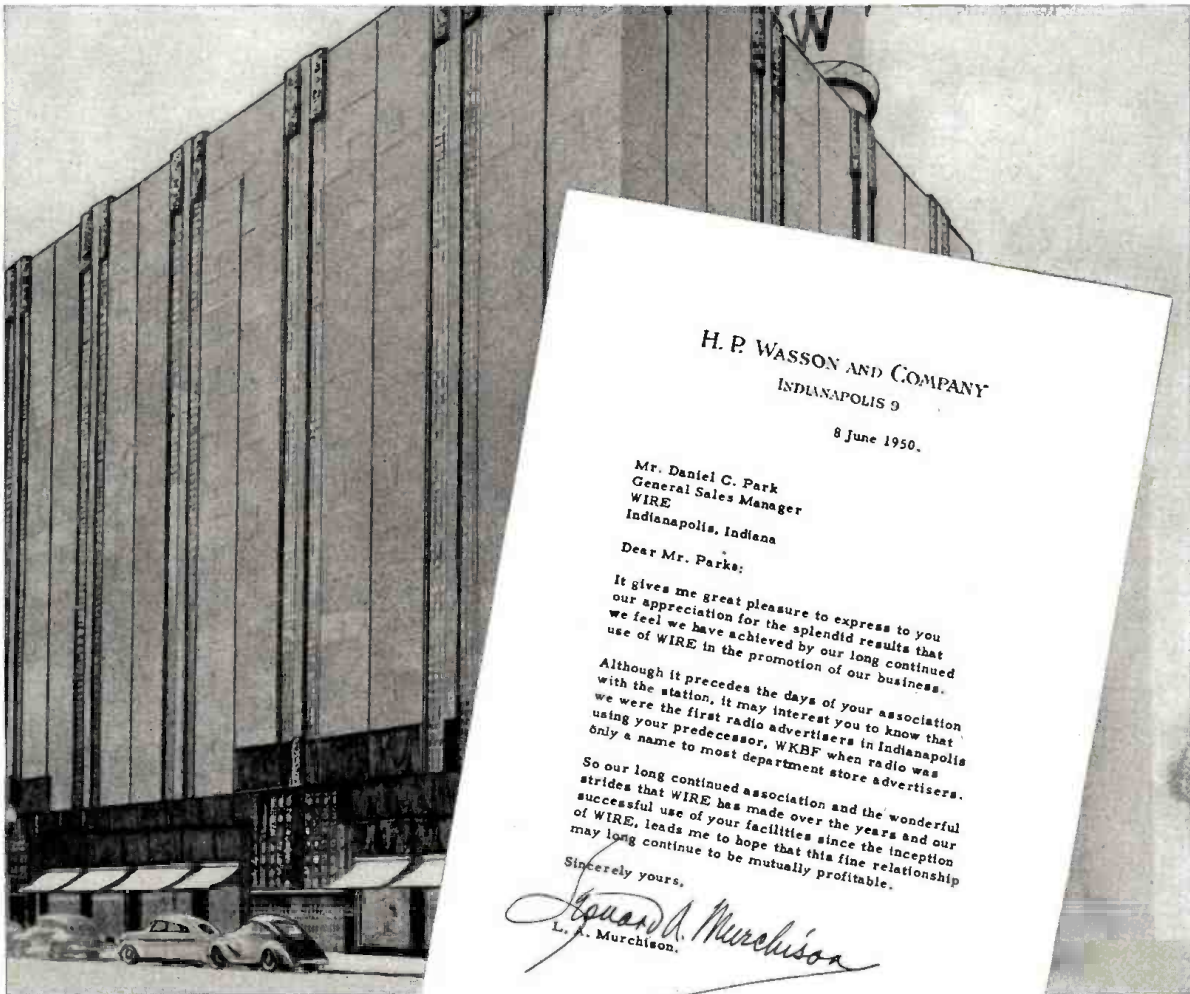 W
H. P. WASSON AND COMPANY
INDIANAPOLIS 9
8 June 1950.
Mr. Daniel C. Park
General Sales Manager
WIRE
Indianapolis, Indiana
Dear Mr. Parks:
It gives me great pleasure to express to you
our appreciation for the splendid results that
we feel we have achieved by our long continued
use of WIRE in the promotion of our business.
Although it precedes the days of your association
with the station, it may interest you to know that
we were the first radio advertisers in Indianapolis
using your predecessor, WKBF when radio was
only a name to most department store advertisers.
So our long continued association and the wonderful
strides that WIRE has made over the years and our
successful use of your facilities since the inception
of WIRE, leads me to hope that this fine relationship
may long continue to be mutually profitable.
Sincerely yours,
A. Murchison
L. A. Murchison.